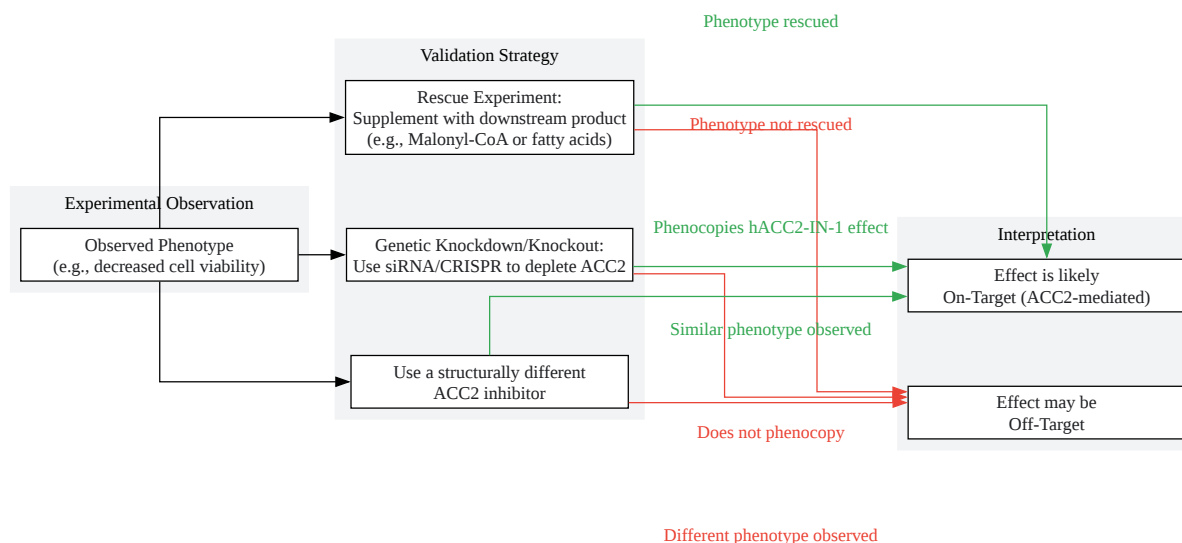 Phenotype rescued
Validation Strategy
Rescue Experiment:
Supplement with downstream product
(e.g., Malonyl-CoA or fatty acids)
Phenotype not rescued
Experimental Observation
Observed Phenotype
(e.g., decreased cell viability)
Genetic Knockdown/Knockout:
Use siRNA/CRISPR to deplete ACC2
Phenocopies hACC2-IN-1 effect
Interpretation
Effect is likely
On-Target (ACC2-mediated)
Similar phenotype observed
Use a structurally different
ACC2 inhibitor
Effect may be
Off-Target
Does not phenocopy
Different phenotype observed